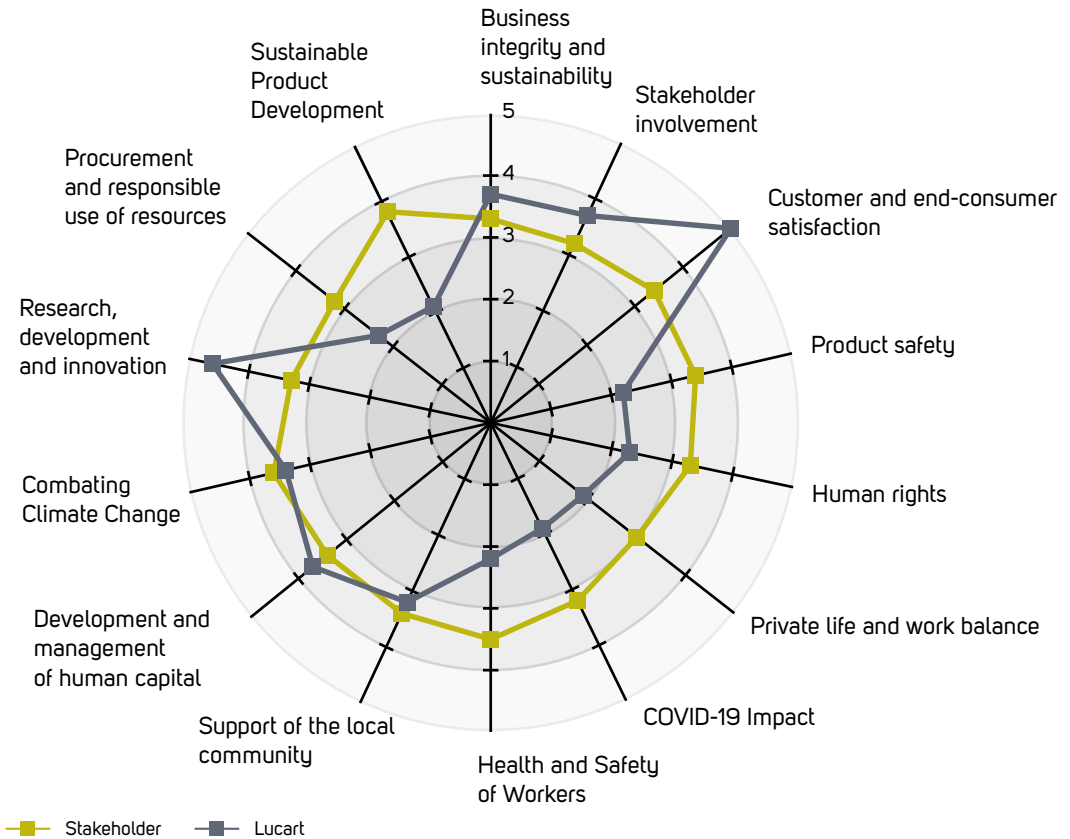 Business
integrity and
sustainability
Stakeholder
involvement
Customer and end-consumer
satisfaction
Product safety
Human rights
Private life and work balance
COVID-19 Impact
Health and Safety
of Workers
Support of the local
community
Development and
management
of human capital
Combating
Climate Change
Research,
development
and innovation
Procurement
and responsible
use of resources
Sustainable
Product
Development
5
4
3
2
1
Stakeholder
Lucart